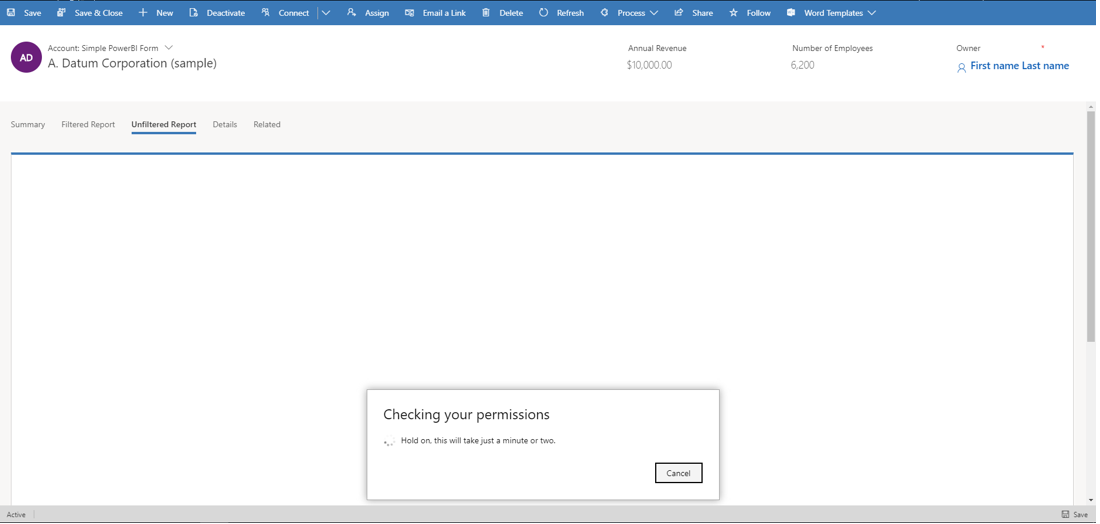 Save Save & Close New Deactivate Connect Assign Email a Link Delete Refresh Process Share Follow Word Templates
AD
Account: Simple PowerBI Form
A. Datum Corporation (sample)
Annual Revenue
$10,000.00
Number of Employees
6,200
Owner *
First name Last name
Summary Filtered Report Unfiltered Report Details Related
Checking your permissions
Hold on, this will take just a minute or two.
Cancel
Active Save